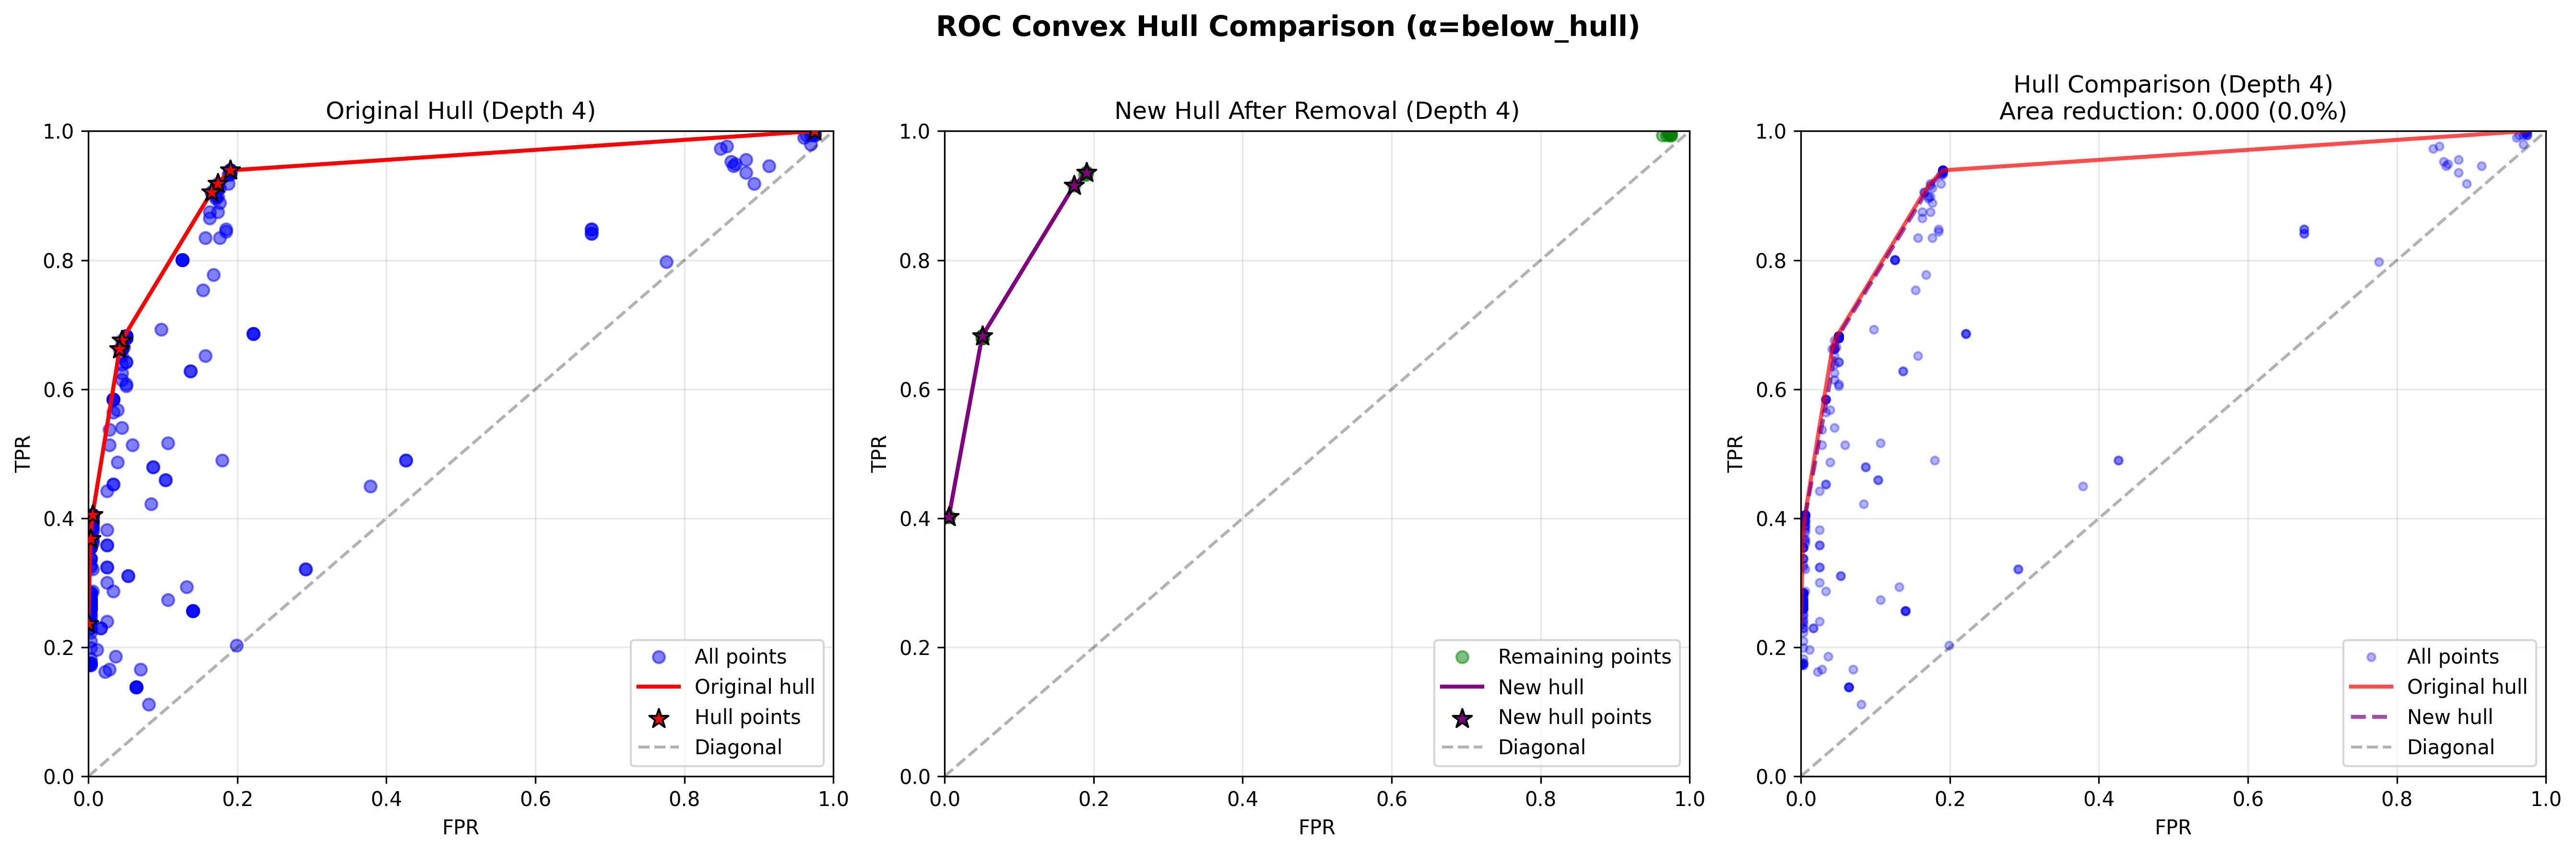 ROC Convex Hull Comparison (α=below_hull)
Original Hull (Depth 4)
1.0
0.8
0.6
0.4
0.2
0.0
TPR
0.0 0.2 0.4 0.6 0.8 1.0
FPR
All points
Original hull
Hull points
Diagonal
New Hull After Removal (Depth 4)
1.0
0.8
0.6
0.4
0.2
0.0
TPR
0.0 0.2 0.4 0.6 0.8 1.0
FPR
Remaining points
New hull
New hull points
Diagonal
Hull Comparison (Depth 4)
Area reduction: 0.000 (0.0%)
1.0
0.8
0.6
0.4
0.2
0.0
TPR
0.0 0.2 0.4 0.6 0.8 1.0
FPR
All points
Original hull
New hull
Diagonal